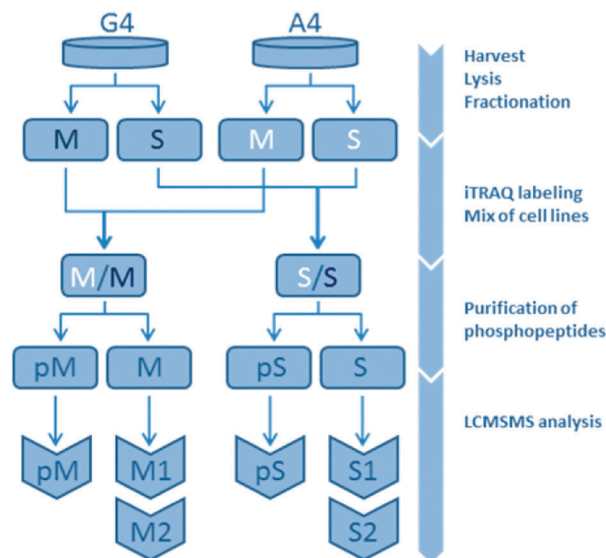 G4 A4
Harvest
Lysis
Fractionation
M S M S
iTRAQ labeling
Mix of cell lines
M/M S/S
Purification of
phosphopeptides
pM M pS S
LCMSMS analysis
pM M1 pS S1
M2 S2